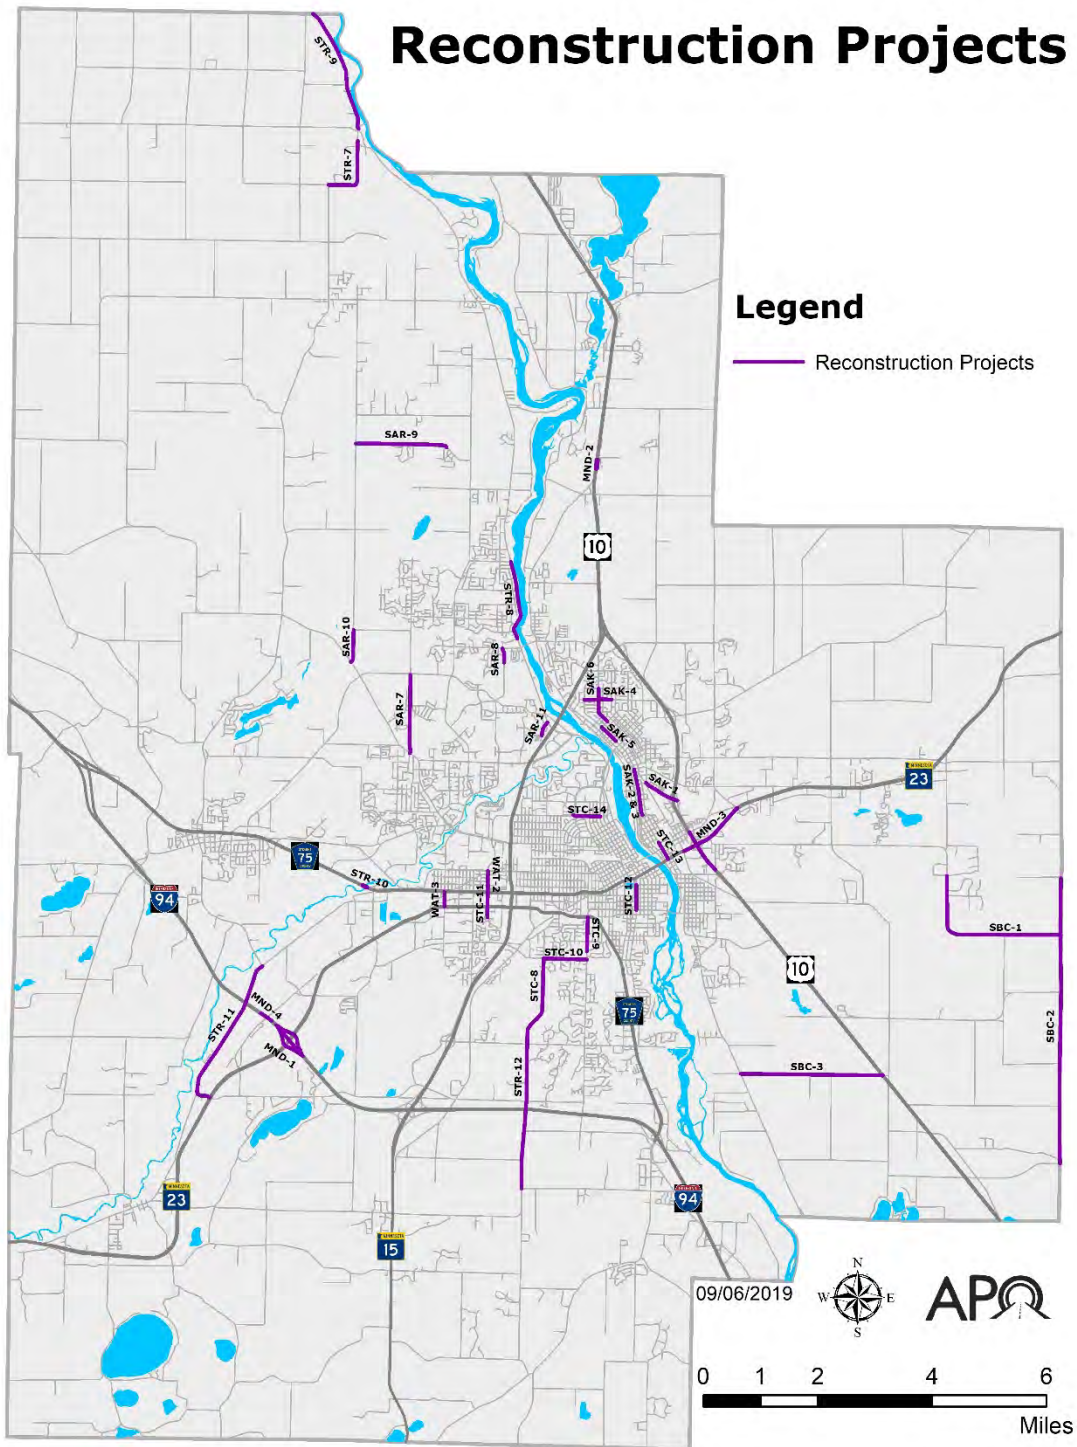 Reconstruction Projects
STR-9
STR-7
Legend
Reconstruction Projects
SAR-9
MND-2
10
STR-8
SAR-10
SAR-8
SAK-6
SAK-4
SAR-7
SAR-11
SAK-5
SAK-2 & 3
SAK-1
MINNESOTA
23
STC-14
MND-3
STC-13
75
STR-10
WAT-3
STC-11
WAT-2
STC-12
94
SBC-1
STC-9
STC-10
10
STC-8
MND-4
STR-11
75
SBC-2
MND-1
STR-12
SBC-3
MINNESOTA
23
94
MINNESOTA
15
09/06/2019
N
W
E
S
APO
0 1 2 4 6
Miles